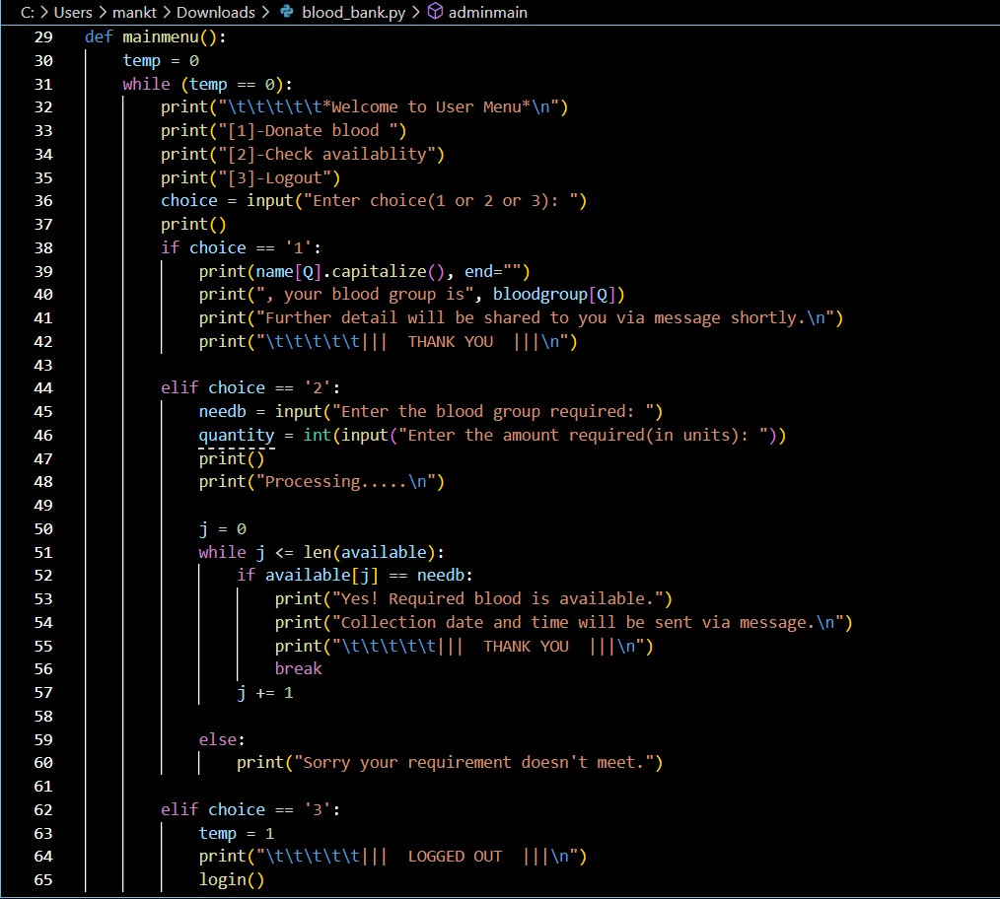 C: > Users > mankt > Downloads > blood_bank.py > adminmain
29 def mainmenu():
30     temp = 0
31     while (temp == 0):
32         print("\t\t\t\t\t*Welcome to User Menu*\n")
33         print("[1]-Donate blood ")
34         print("[2]-Check availablity")
35         print("[3]-Logout")
36         choice = input("Enter choice(1 or 2 or 3): ")
37         print()
38         if choice == '1':
39             print(name[Q].capitalize(), end="")
40             print(", your blood group is", bloodgroup[Q])
41             print("Further detail will be shared to you via message shortly.\n")
42             print("\t\t\t\t\t|||  THANK YOU  |||\n")
43
44         elif choice == '2':
45             needb = input("Enter the blood group required: ")
46             quantity = int(input("Enter the amount required(in units): "))
47             print()
48             print("Processing.....\n")
49
50             j = 0
51             while j <= len(available):
52                 if available[j] == needb:
53                     print("Yes! Required blood is available.")
54                     print("Collection date and time will be sent via message.\n")
55                     print("\t\t\t\t\t|||  THANK YOU  |||\n")
56                     break
57                 j += 1
58
59             else:
60                 print("Sorry your requirement doesn't meet.")
61
62         elif choice == '3':
63             temp = 1
64             print("\t\t\t\t\t|||  LOGGED OUT  |||\n")
65             login()